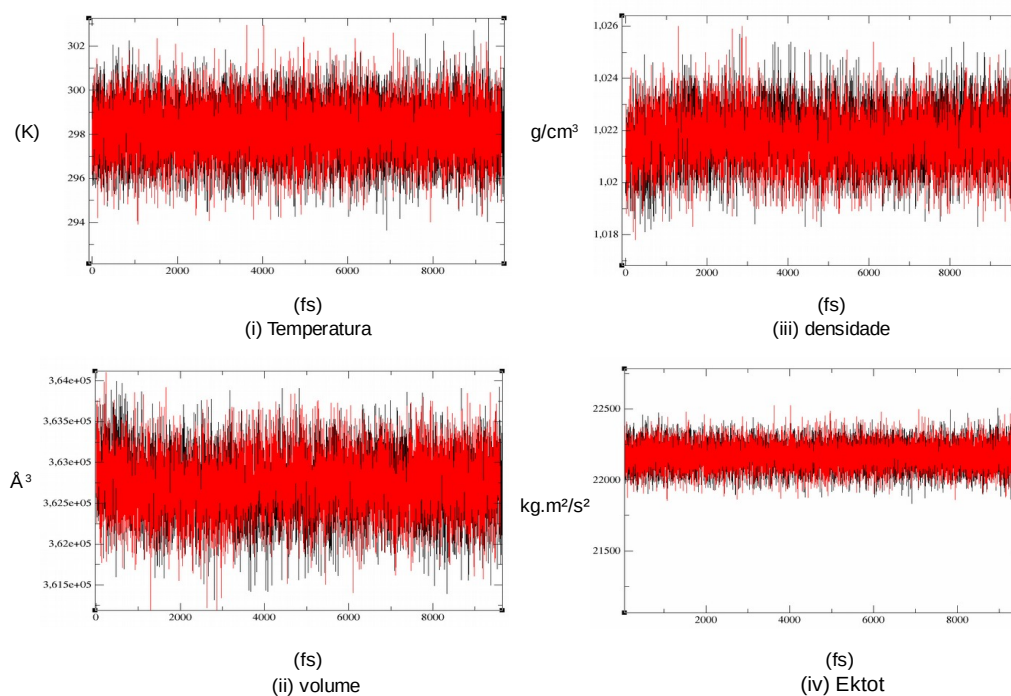 302
300
298
296
294
(K)
0 2000 4000 6000 8000
(fs)
(i) Temperatura
1,026
1,024
1,022
1,02
1,018
g/cm³
0 2000 4000 6000 8000
(fs)
(iii) densidade
3,64e+05
3,635e+05
3,63e+05
3,625e+05
3,62e+05
3,615e+05
Å³
0 2000 4000 6000 8000
(fs)
(ii) volume
22500
22000
21500
kg.m²/s²
2000 4000 6000 8000
(fs)
(iv) Ektot